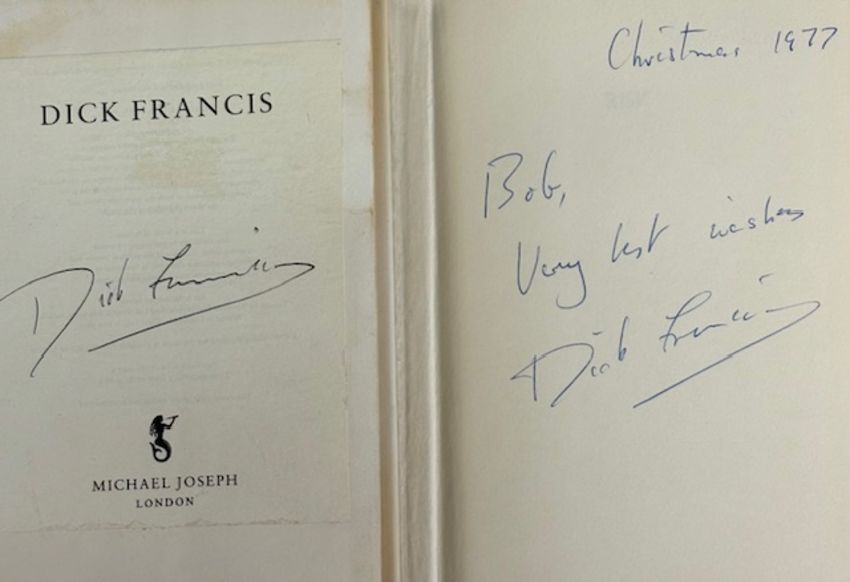 DICK FRANCIS
Dick Francis
MICHAEL JOSEPH
LONDON
Christmas 1977
Bob,
Very best wishes
Dick Francis